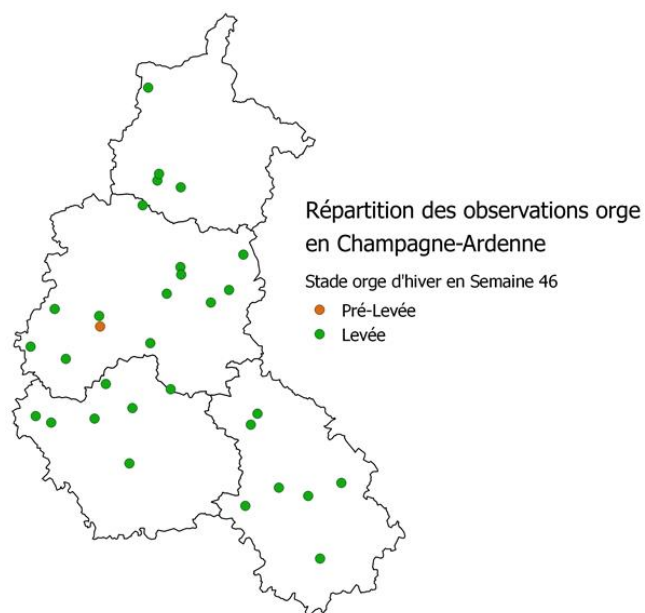 Répartition des observations orge
en Champagne-Ardenne
Stade orge d'hiver en Semaine 46
Pré-Levée
Levée